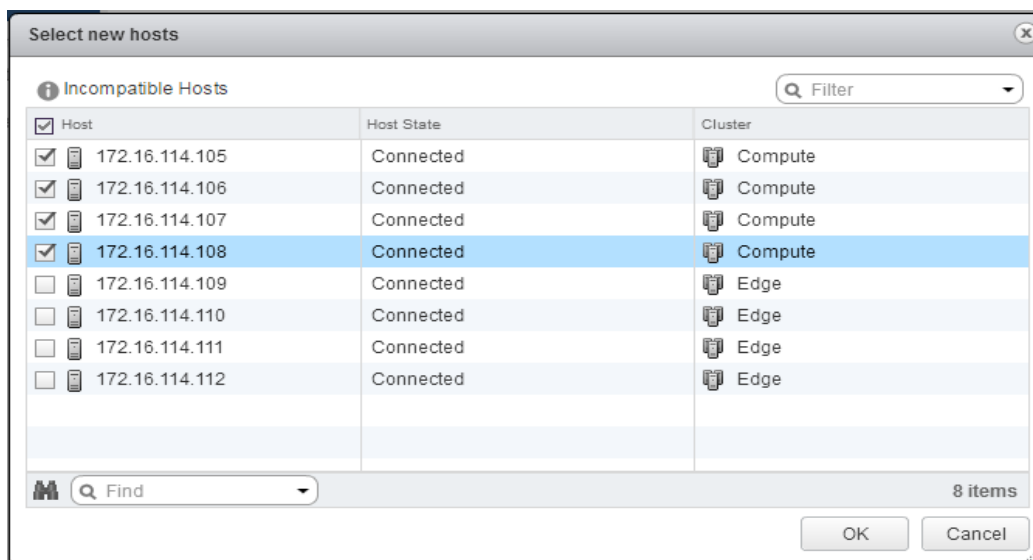 Select new hosts
Incompatible Hosts
Filter
Host Host State Cluster
172.16.114.105 Connected Compute
172.16.114.106 Connected Compute
172.16.114.107 Connected Compute
172.16.114.108 Connected Compute
172.16.114.109 Connected Edge
172.16.114.110 Connected Edge
172.16.114.111 Connected Edge
172.16.114.112 Connected Edge
Find 8 items
OK Cancel